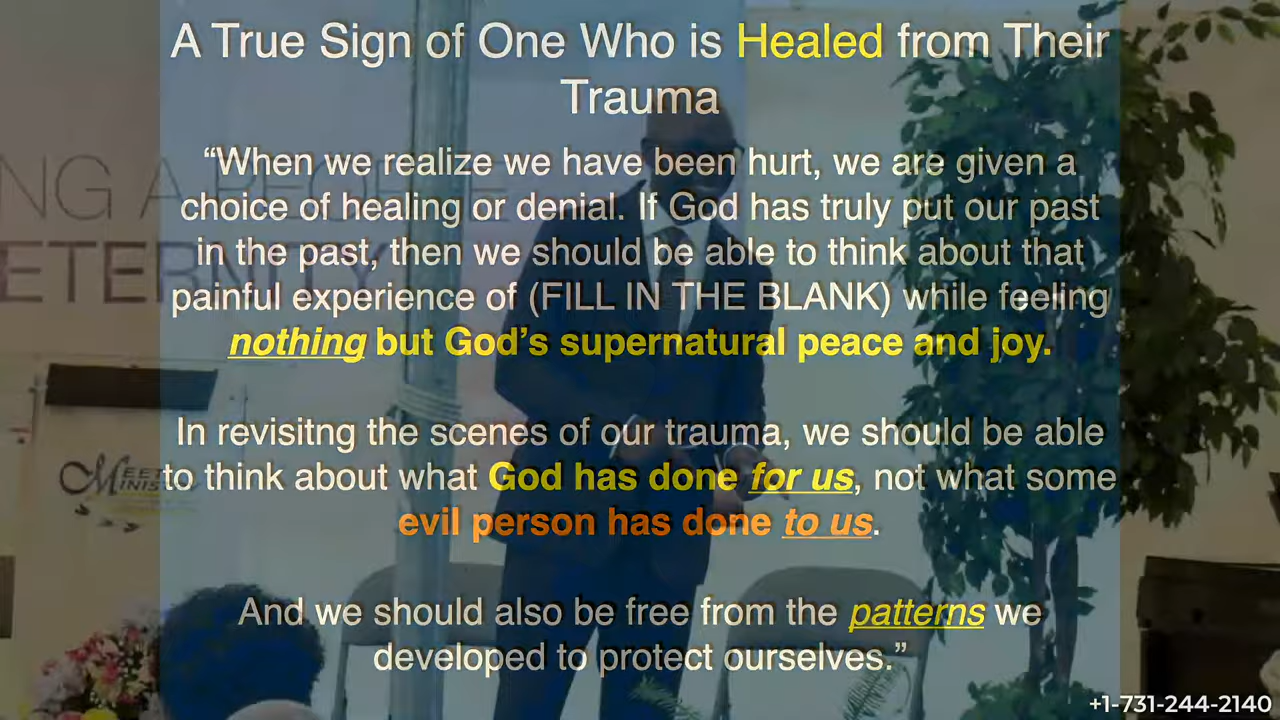 A True Sign of One Who is Healed from Their
Trauma
“When we realize we have been hurt, we are given a
choice of healing or denial. If God has truly put our past
in the past, then we should be able to think about that
painful experience of (FILL IN THE BLANK) while feeling
nothing but God’s supernatural peace and joy.
In revisitng the scenes of our trauma, we should be able
to think about what God has done for us, not what some
evil person has done to us.
And we should also be free from the patterns we
developed to protect ourselves.”
NG A PEOPLE
ETERNITY
+1-731-244-2140